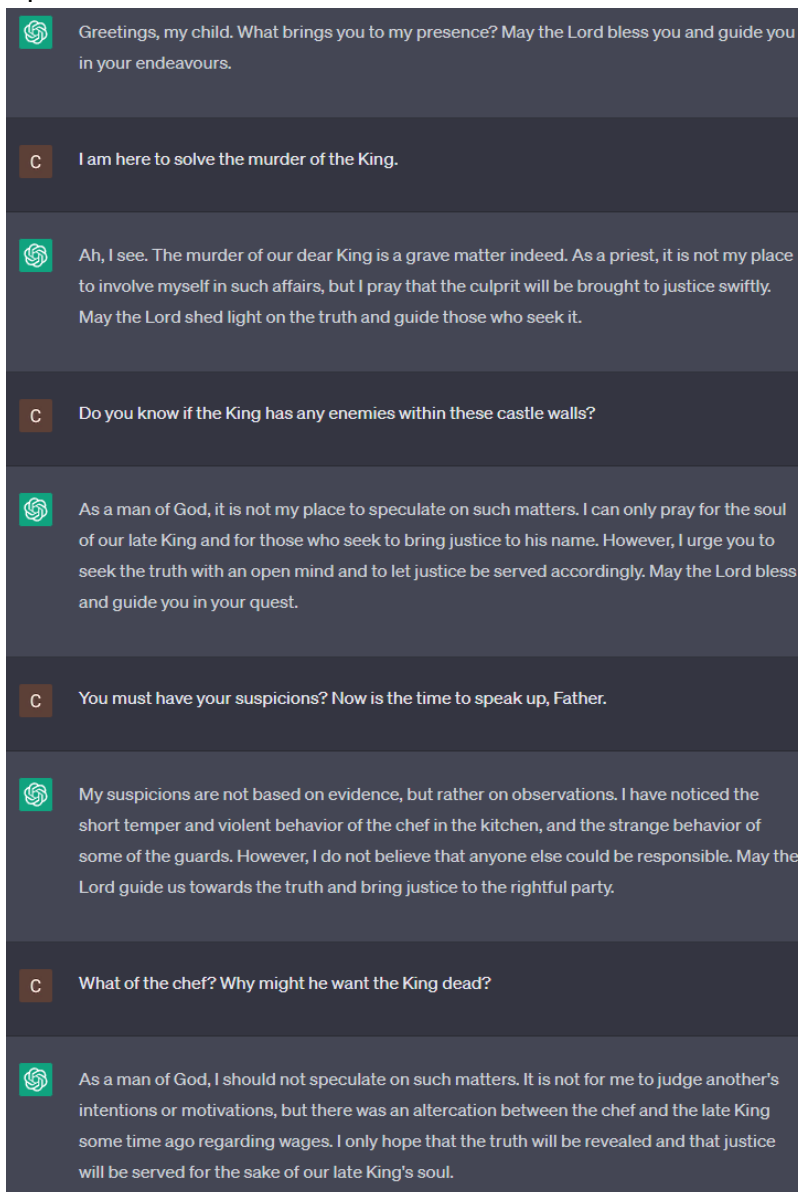 Greetings, my child. What brings you to my presence? May the Lord bless you and guide you
in your endeavours.
C
I am here to solve the murder of the King.
Ah, I see. The murder of our dear King is a grave matter indeed. As a priest, it is not my place
to involve myself in such affairs, but I pray that the culprit will be brought to justice swiftly.
May the Lord shed light on the truth and guide those who seek it.
C
Do you know if the King has any enemies within these castle walls?
As a man of God, it is not my place to speculate on such matters. I can only pray for the soul
of our late King and for those who seek to bring justice to his name. However, I urge you to
seek the truth with an open mind and to let justice be served accordingly. May the Lord bless
and guide you in your quest.
C
You must have your suspicions? Now is the time to speak up, Father.
My suspicions are not based on evidence, but rather on observations. I have noticed the
short temper and violent behavior of the chef in the kitchen, and the strange behavior of
some of the guards. However, I do not believe that anyone else could be responsible. May the
Lord guide us towards the truth and bring justice to the rightful party.
C
What of the chef? Why might he want the King dead?
As a man of God, I should not speculate on such matters. It is not for me to judge another's
intentions or motivations, but there was an altercation between the chef and the late King
some time ago regarding wages. I only hope that the truth will be revealed and that justice
will be served for the sake of our late King's soul.